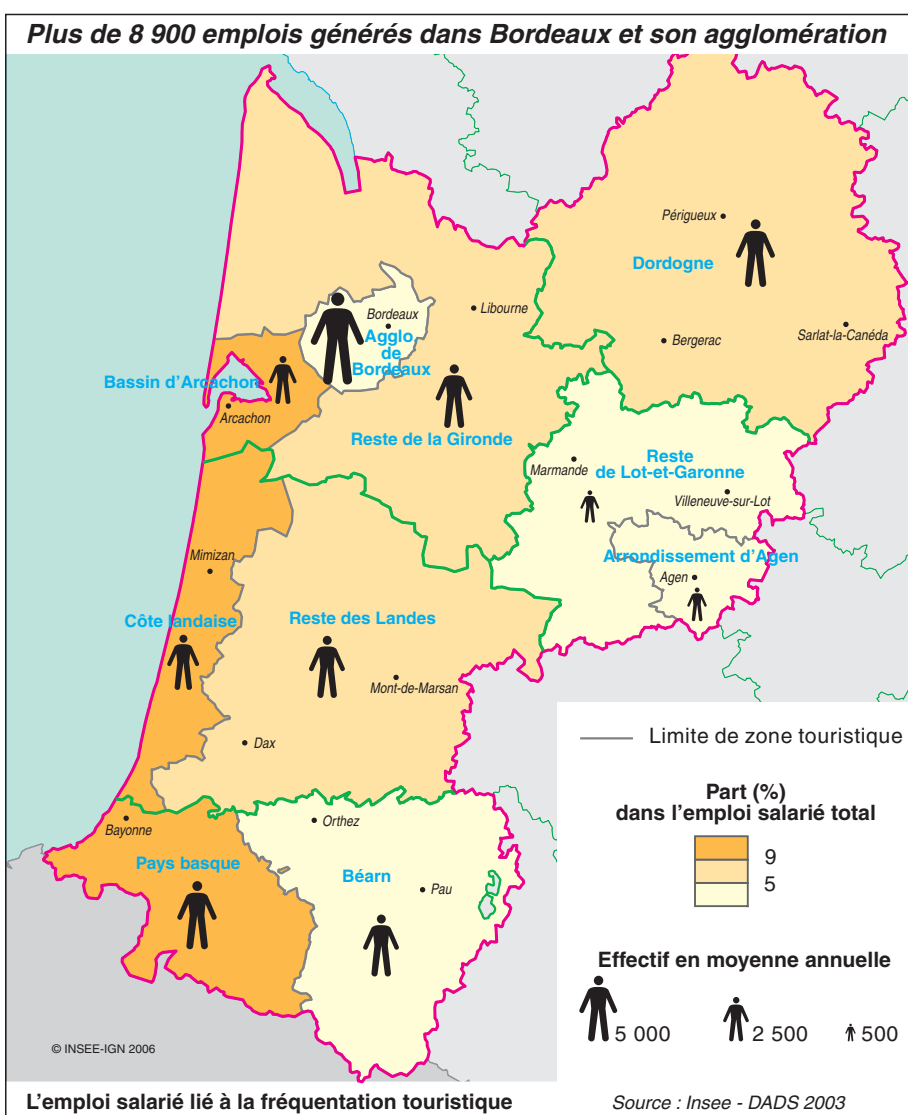 Plus de 8 900 emplois générés dans Bordeaux et son agglomération
Périgueux
Dordogne
Libourne
Bordeaux
Agglo.
de
Bordeaux
Bergerac
Sarlat-la-Canéda
Bassin d'Arcachon
Arcachon
Reste de la Gironde
Marmande
Reste
de Lot-et-Garonne
Villeneuve-sur-Lot
Arrondissement d'Agen
Agen
Mimizan
Côte landaise
Reste des Landes
Mont-de-Marsan
Dax
Bayonne
Orthez
Pays basque
Béarn
Pau
Limite de zone touristique
Part (%)
dans l'emploi salarié total
9
5
Effectif en moyenne annuelle
5 000
2 500
500
© INSEE-IGN 2006
L'emploi salarié lié à la fréquentation touristique
Source : Insee - DADS 2003